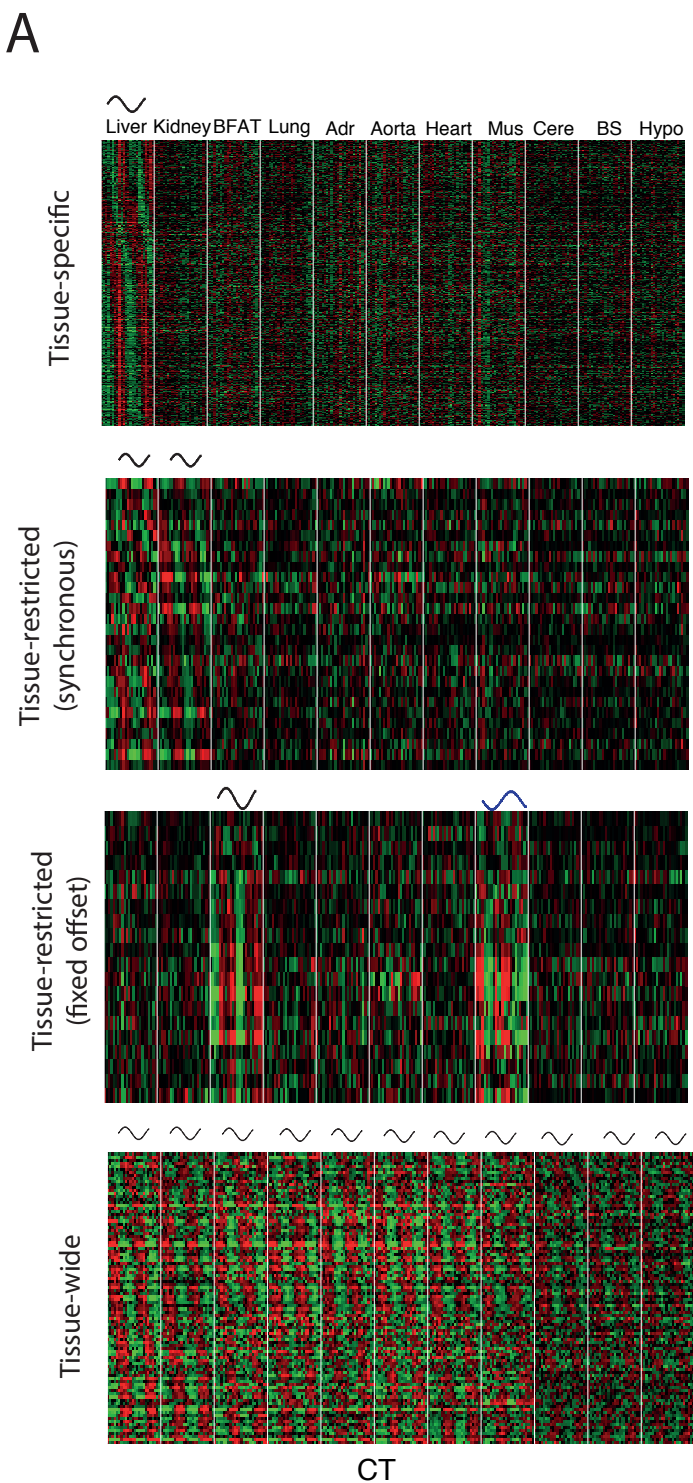 A
Liver Kidney BFAT Lung Adr Aorta Heart Mus Cere BS Hypo
Tissue-specific
Tissue-restricted
(synchronous)
Tissue-restricted
(fixed offset)
Tissue-wide
CT